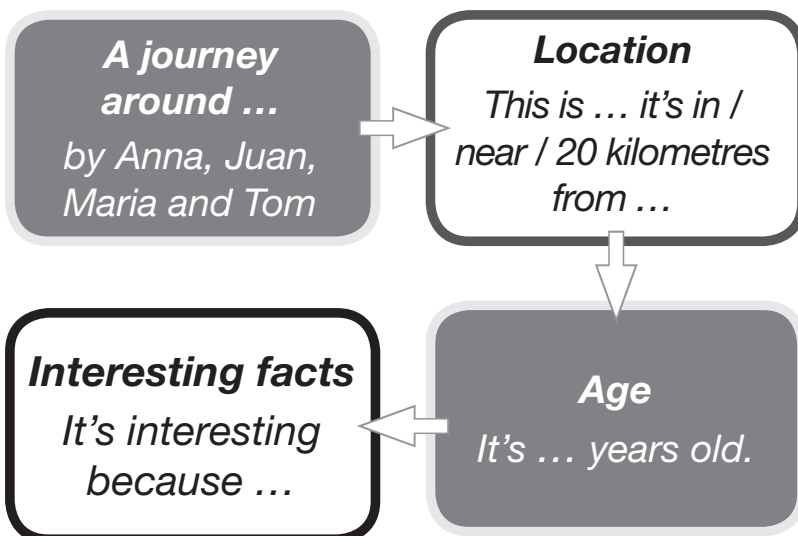 A journey
around …
by Anna, Juan,
Maria and Tom
Location
This is … it's in /
near / 20 kilometres
from …
Age
It's … years old.
Interesting facts
It's interesting
because …